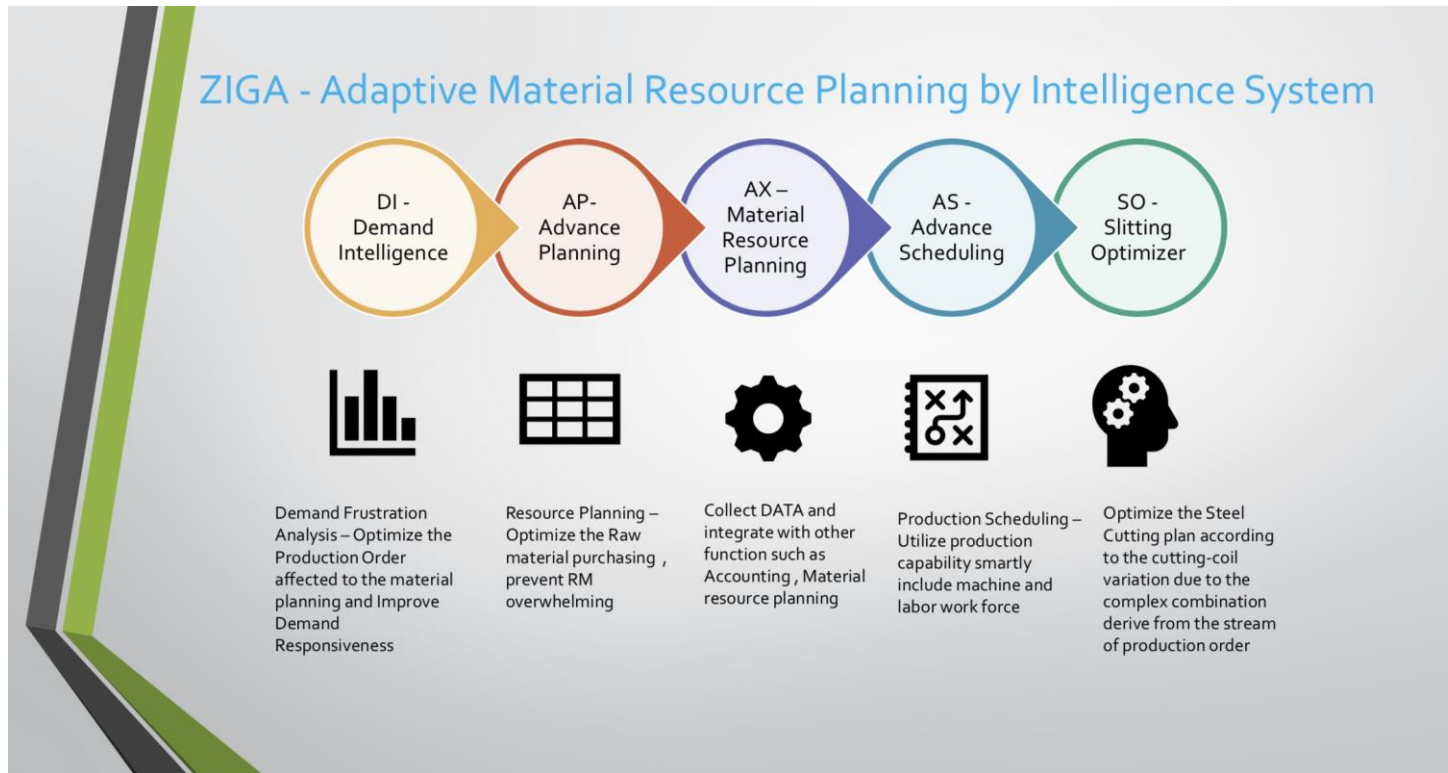 ZIGA - Adaptive Material Resource Planning by Intelligence System
DI -
Demand
Intelligence
AP-
Advance
Planning
AX –
Material
Resource
Planning
AS -
Advance
Scheduling
SO -
Slitting
Optimizer
Demand Frustration
Analysis – Optimize the
Production Order
affected to the material
planning and Improve
Demand
Responsiveness
Resource Planning –
Optimize the Raw
material purchasing , 
prevent RM
overwhelming
Collect DATA and
integrate with other
function such as
Accounting , Material
resource planning
Production Scheduling –
Utilize production
capability smartly
include machine and
labor work force
Optimize the Steel
Cutting plan according
to the cutting-coil
variation due to the
complex combination
derive from the stream
of production order